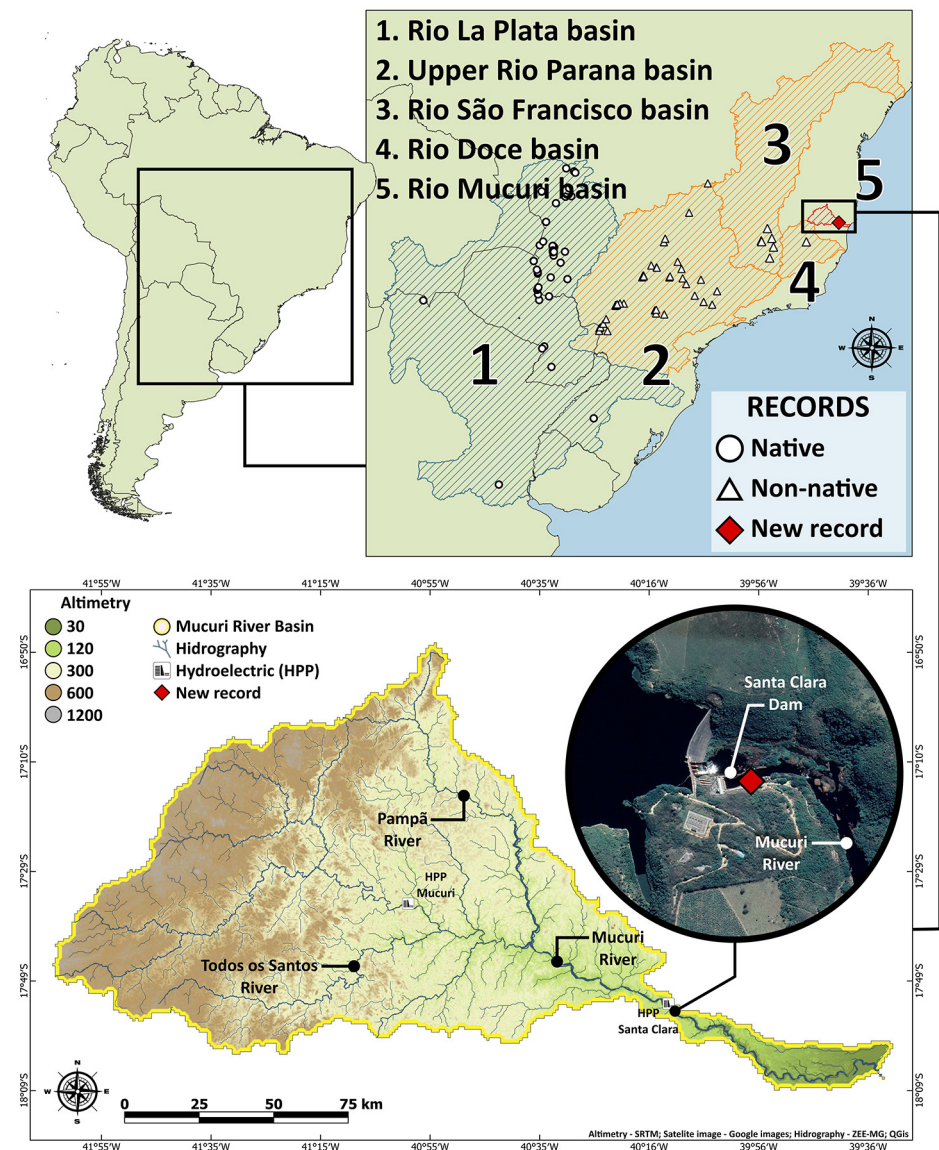 1. Rio La Plata basin
2. Upper Rio Parana basin
3. Rio São Francisco basin
4. Rio Doce basin
5. Rio Mucuri basin
3
5
4
1
2
N
W E
S
RECORDS
Native
Non-native
New record
41°55'W 41°35'W 41°15'W 40°55'W 40°35'W 40°16'W 39°56'W 39°36'W
Altimetry
30
120
300
600
1200
Mucuri River Basin
Hidrography
Hydroelectric (HPP)
New record
16°50'S
17°10'S
17°29'S
17°49'S
18°09'S
16°50'S
17°10'S
17°29'S
17°49'S
18°09'S
Santa Clara
Dam
Mucuri
River
Pampã
River
HPP
Mucuri
Todos os Santos
River
Mucuri
River
HPP
Santa Clara
N
W E
S
0 25 50 75 km
Altimetry - SRTM; Satelite image - Google images; Hidrography - ZEE-MG; QGis
41°55'W 41°35'W 41°15'W 40°55'W 40°35'W 40°16'W 39°56'W 39°36'W